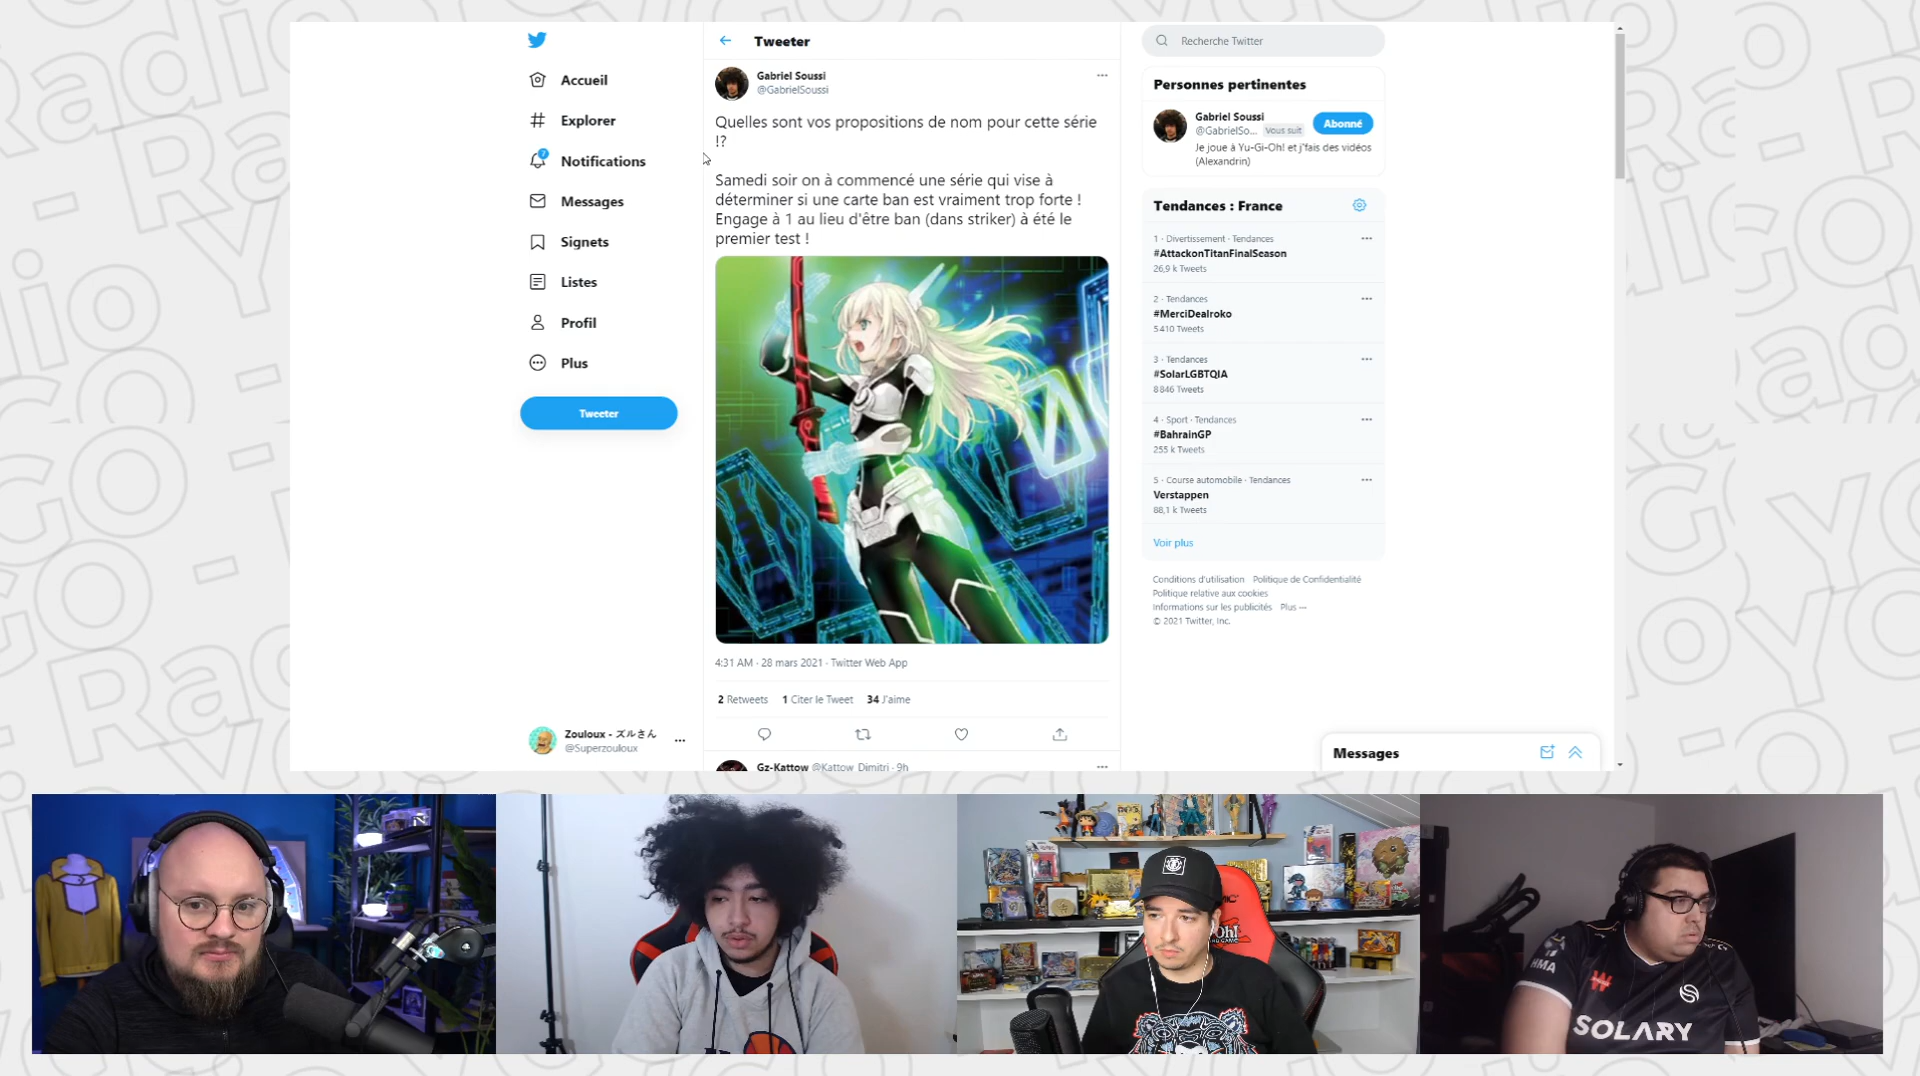 Accueil
Explorer
7
Notifications
Messages
Signets
Listes
Profil
Plus
Tweeter
Zouloux - ズルさん
@Superzouloux
Tweeter
Gabriel Soussi
@GabrielSoussi
Quelles sont vos propositions de nom pour cette série
!?
Samedi soir on à commencé une série qui vise à
déterminer si une carte ban est vraiment trop forte !
Engage à 1 au lieu d'être ban (dans striker) à été le
premier test !
4:31 AM · 28 mars 2021 · Twitter Web App
2 Retweets 1 Citer le Tweet 34 J'aime
Gz-Kattow @Kattow_Dimitri · 9h
Recherche Twitter
Personnes pertinentes
Gabriel Soussi
@GabrielSo... Vous suit
Abonné
Je joue à Yu-Gi-Oh! et j'fais des vidéos
(Alexandrin)
Tendances : France
1 · Divertissement · Tendances
#AttackonTitanFinalSeason
26,9 k Tweets
2 · Tendances
#MerciDealroko
5 410 Tweets
3 · Tendances
#SolarLGBTQIA
8 846 Tweets
4 · Sport · Tendances
#BahrainGP
255 k Tweets
5 · Course automobile · Tendances
Verstappen
88,1 k Tweets
Voir plus
Conditions d'utilisation Politique de Confidentialité
Politique relative aux cookies
Informations sur les publicités Plus ···
© 2021 Twitter, Inc.
Messages
HMA
SOLARY